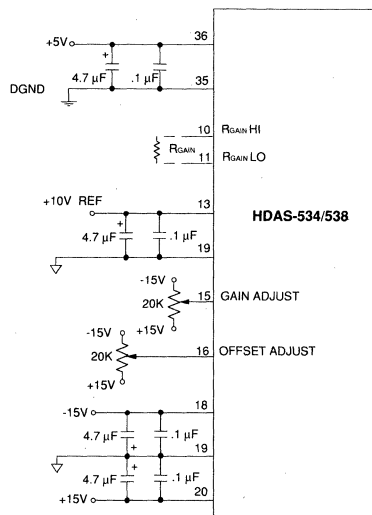 +5V
36
+
4.7 µF
.1 µF
DGND
35
10
RGAIN HI
RGAIN
11
RGAIN LO
+10V REF
13
+
4.7 µF
.1 µF
HDAS-534/538
19
-15V
15
GAIN ADJUST
20K
-15V
+15V
16
OFFSET ADJUST
20K
+15V
-15V
18
4.7 µF
.1 µF
+
19
+
4.7 µF
.1 µF
+15V
20